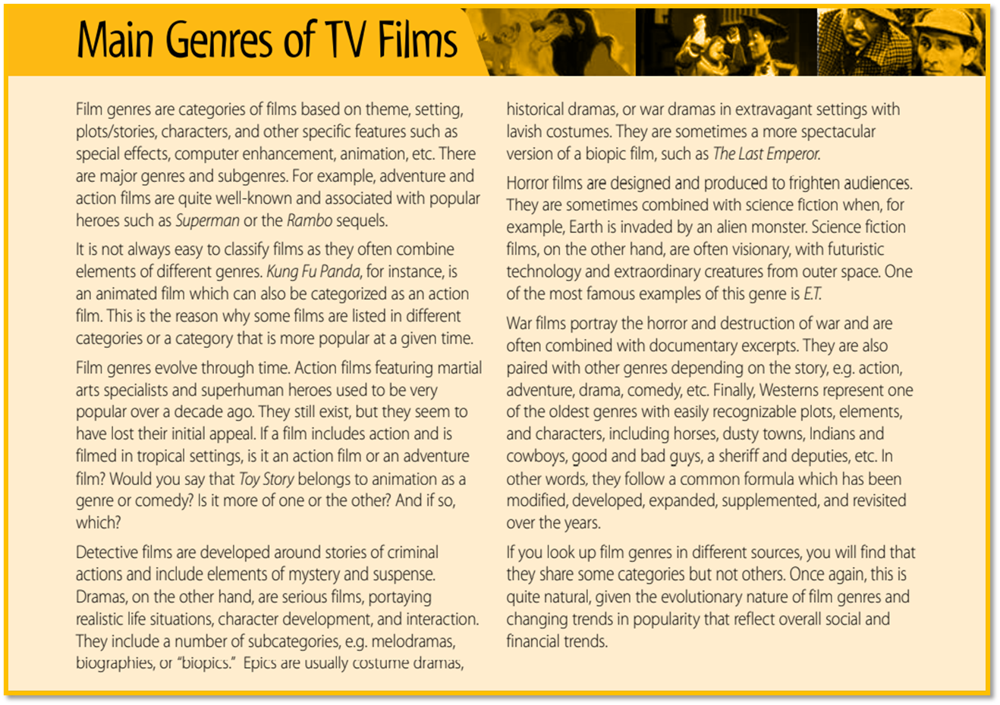 Main Genres of TV Films
Film genres are categories of films based on theme, setting,
plots/stories, characters, and other specific features such as
special effects, computer enhancement, animation, etc. There
are major genres and subgenres. For example, adventure and
action films are quite well-known and associated with popular
heroes such as Superman or the Rambo sequels.
It is not always easy to classify films as they often combine
elements of different genres. Kung Fu Panda, for instance, is
an animated film which can also be categorized as an action
film. This is the reason why some films are listed in different
categories or a category that is more popular at a given time.
Film genres evolve through time. Action films featuring martial
arts specialists and superhuman heroes used to be very
popular over a decade ago. They still exist, but they seem to
have lost their initial appeal. If a film includes action and is
filmed in tropical settings, is it an action film or an adventure
film? Would you say that Toy Story belongs to animation as a
genre or comedy? Is it more of one or the other? And if so,
which?
Detective films are developed around stories of criminal
actions and include elements of mystery and suspense.
Dramas, on the other hand, are serious films, portaying
realistic life situations, character development, and interaction.
They include a number of subcategories, e.g. melodramas,
biographies, or “biopics.” Epics are usually costume dramas,
historical dramas, or war dramas in extravagant settings with
lavish costumes. They are sometimes a more spectacular
version of a biopic film, such as The Last Emperor.
Horror films are designed and produced to frighten audiences.
They are sometimes combined with science fiction when, for
example, Earth is invaded by an alien monster. Science fiction
films, on the other hand, are often visionary, with futuristic
technology and extraordinary creatures from outer space. One
of the most famous examples of this genre is E.T.
War films portray the horror and destruction of war and are
often combined with documentary excerpts. They are also
paired with other genres depending on the story, e.g. action,
adventure, drama, comedy, etc. Finally, Westerns represent one
of the oldest genres with easily recognizable plots, elements,
and characters, including horses, dusty towns, Indians and
cowboys, good and bad guys, a sheriff and deputies, etc. In
other words, they follow a common formula which has been
modified, developed, expanded, supplemented, and revisited
over the years.
If you look up film genres in different sources, you will find that
they share some categories but not others. Once again, this is
quite natural, given the evolutionary nature of film genres and
changing trends in popularity that reflect overall social and
financial trends.